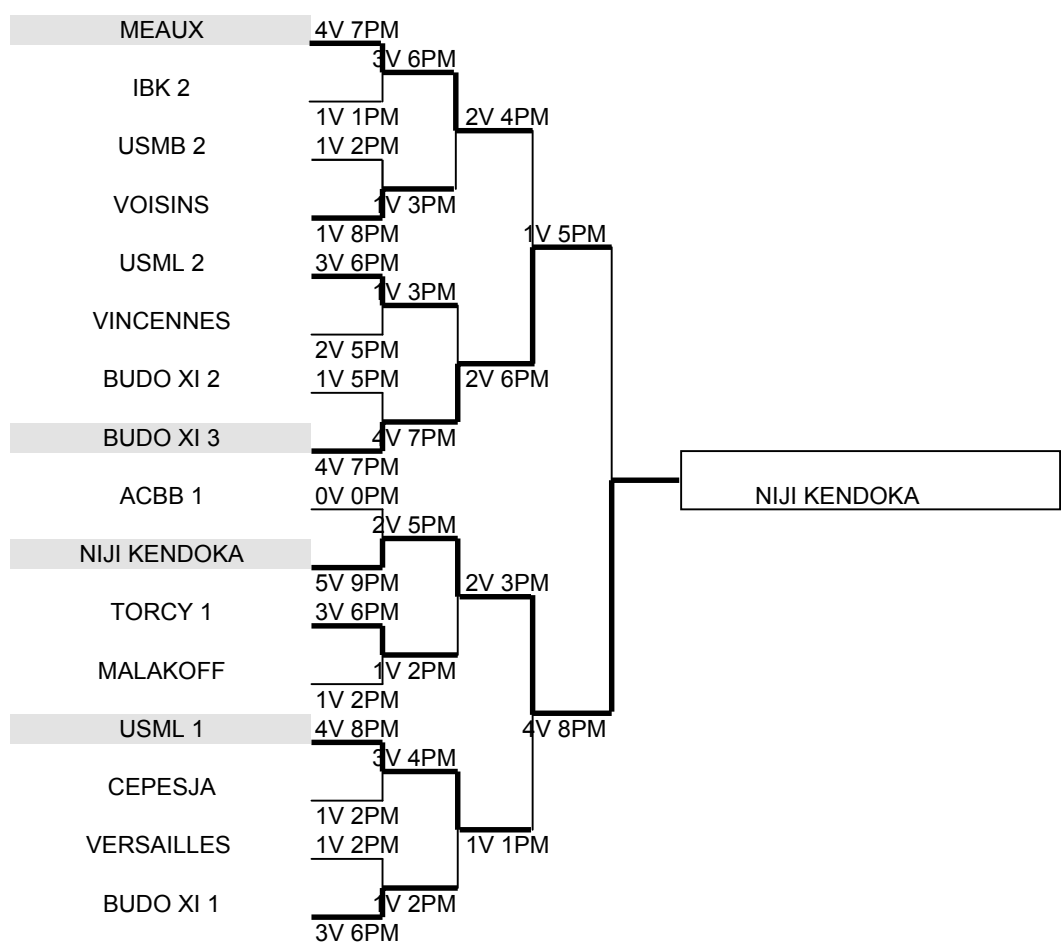 MEAUX 4V 7PM
3V 6PM
IBK 2
1V 1PM 2V 4PM
USMB 2 1V 2PM
VOISINS 1V 3PM
1V 8PM 1V 5PM
USML 2 3V 6PM
1V 3PM
VINCENNES
2V 5PM
BUDO XI 2 1V 5PM 2V 6PM
BUDO XI 3 4V 7PM
4V 7PM
ACBB 1 0V 0PM NIJI KENDOKA
2V 5PM
NIJI KENDOKA
5V 9PM 2V 3PM
TORCY 1 3V 6PM
MALAKOFF 1V 2PM
1V 2PM
USML 1 4V 8PM 4V 8PM
3V 4PM
CEPESJA
1V 2PM
VERSAILLES 1V 2PM 1V 1PM
BUDO XI 1 1V 2PM
3V 6PM